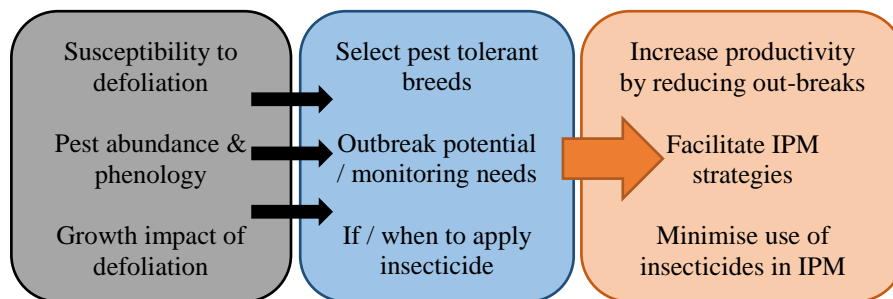 Susceptibility to
defoliation
Pest abundance &
phenology
Growth impact of
defoliation
Select pest tolerant
breeds
Outbreak potential
/ monitoring needs
If / when to apply
insecticide
Increase productivity
by reducing out-breaks
Facilitate IPM
strategies
Minimise use of
insecticides in IPM